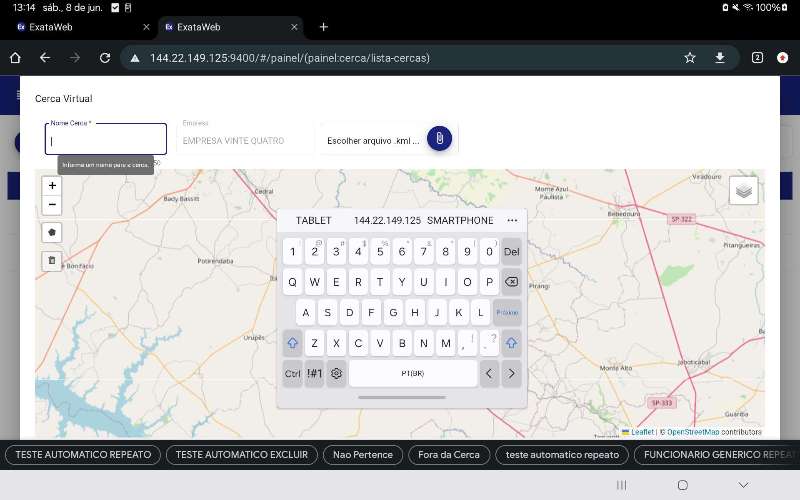 13:14 sáb., 8 de jun.
100%
ExataWeb
ExataWeb
144.22.149.125:9400/#/painel/(painel:cerca/lista-cercas)
2
Cerca Virtual
Nome Cerca *
Empresa
EMPRESA VINTE QUATRO
Escolher arquivo .kml ...
Informe um nome para a cerca.
50
Bady Bassitt
Cedral
Monte Azul Paulista
Viradouro
Bebedouro
SP-322
Pitangueiras
e Bonifácio
Potirendaba
Pirangi
Urupês
Monte Alto
Jaboticabal
SP-333
Guariba
TABLET 144.22.149.125 SMARTPHONE ...
1 2 3 4 5 6 7 8 9 0 Del
Q W E R T Y U I O P
A S D F G H J K L Próximo
Z X C V B N M , ! . ?
Ctrl !#1 PT(BR) < >
Leaflet | © OpenStreetMap contributors
TESTE AUTOMATICO REPEATO
TESTE AUTOMATICO EXCLUIR
Nao Pertence
Fora da Cerca
teste automatico repeato
FUNCIONARIO GENERICO REPEAT